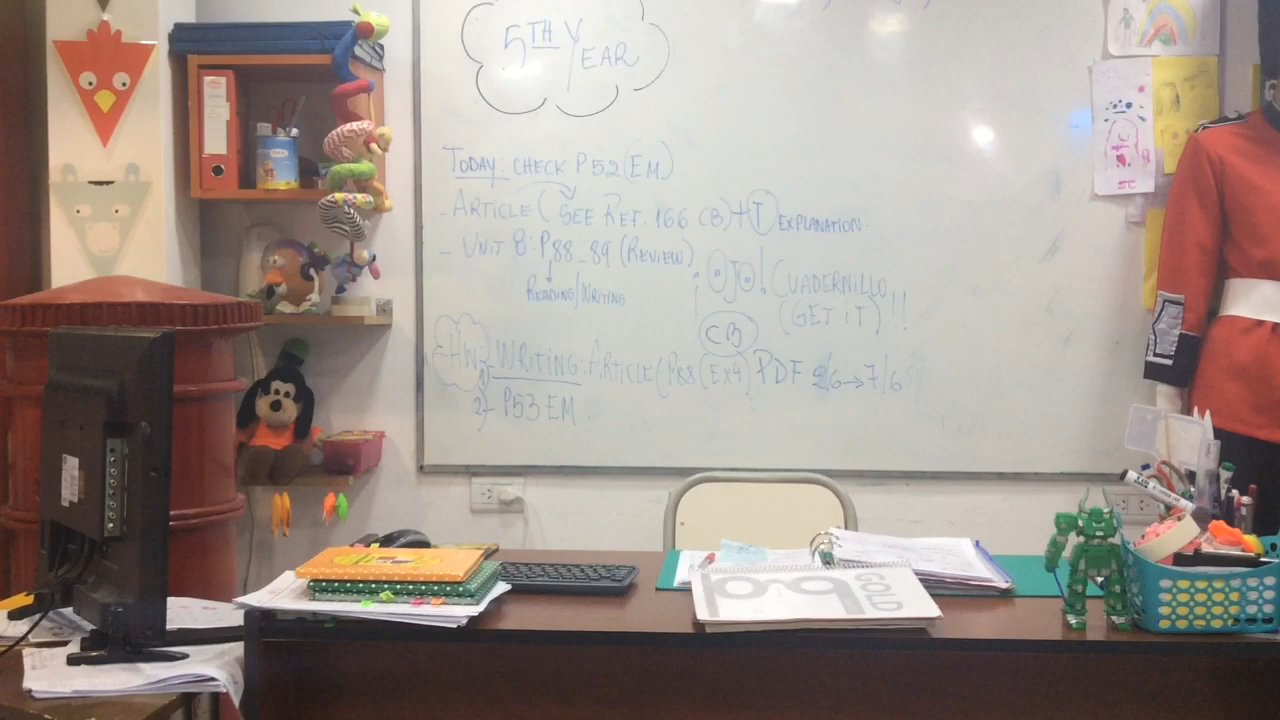 5TH YEAR
TODAY: CHECK P52 (EM)
- ARTICLE ( SEE REF. 166 CB) + T EXPLANATION.
- UNIT 8: P88_89 (REVIEW)
READING/WRITING
¡OJO! CUADERNILLO
(GET IT) !!
CB
HW: 1) WRITING: ARTICLE (P88 (EX4) PDF 2/6→7/6
2- P53 EM
GOLD